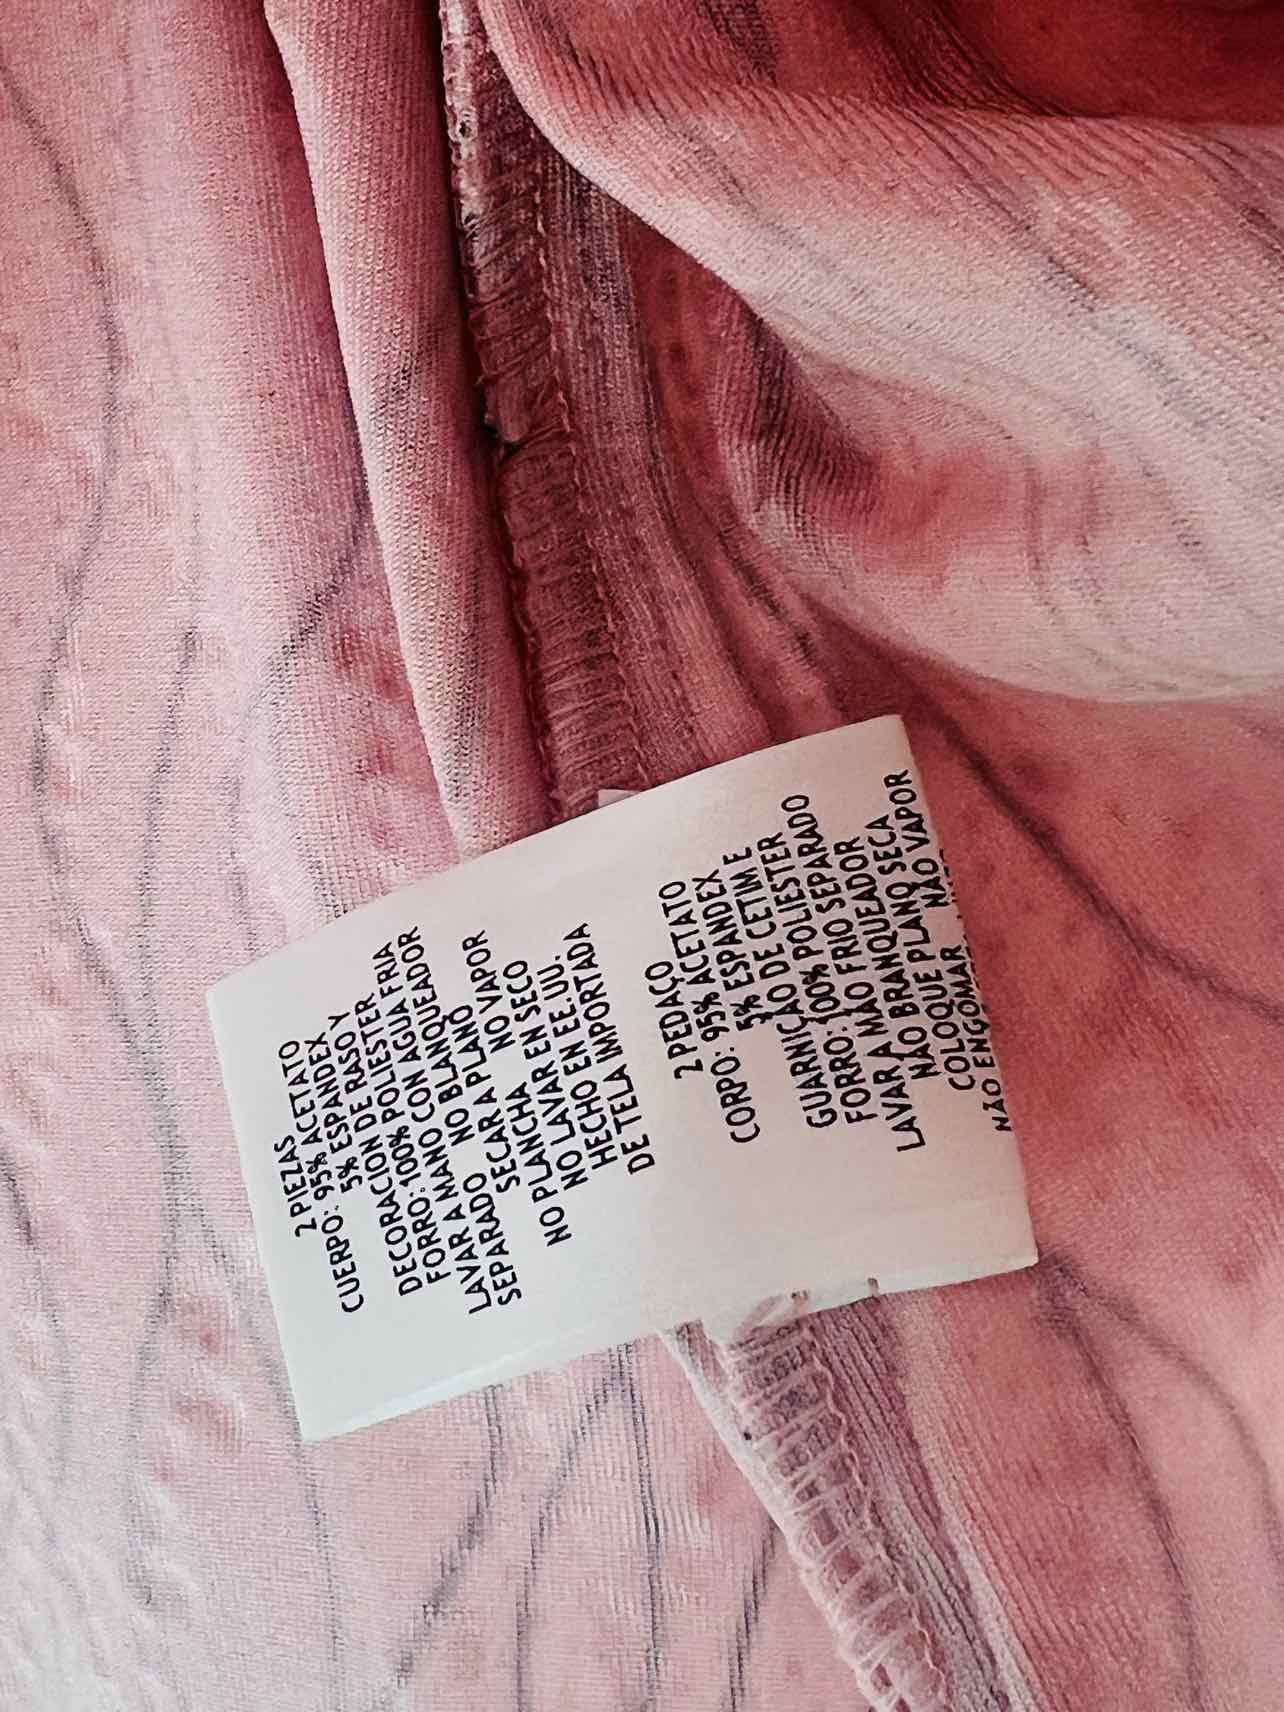 2 PIEZAS
CUERPO: 95% ACETATO
5% ESPANDEX
DECORACION DE RASO Y
FORRO: 100% POLIESTER
LAVAR A MANO CON AGUA FRIA
SEPARADO NO BLANQUEADOR
SECAR A PLANO
NO PLANCHA NO VAPOR
NO LAVAR EN SECO
HECHO EN EE.UU.
DE TELA IMPORTADA
2 PEDAÇO
CORPO: 95% ACETATO
5% ESPANDEX
GUARNIÇAO DE CETIM E
FORRO: 100% POLIESTER
LAVAR A MÃO FRIO SEPARADO
NÃO BRANQUEADOR
COLOQUE PLANO SECA
ENGOMAR NÃO VAPOR
NÃO